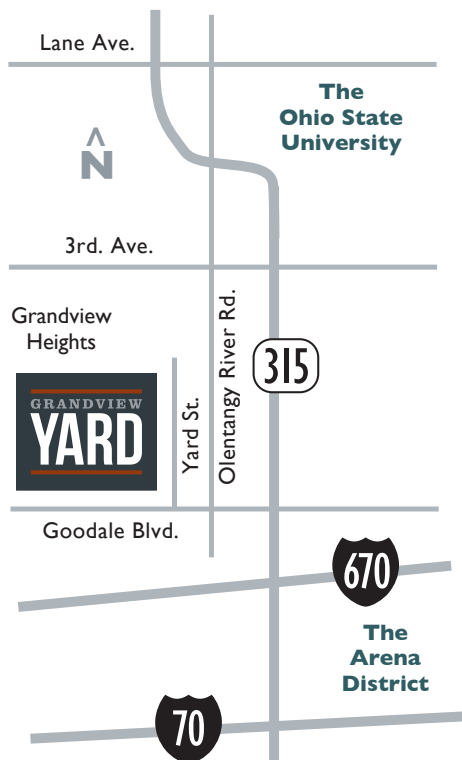 Lane Ave.
The
Ohio State
University
N
3rd. Ave.
Grandview
Heights
315
GRANDVIEW
YARD
Yard St.
Olentangy River Rd.
Goodale Blvd.
670
The
Arena
District
70